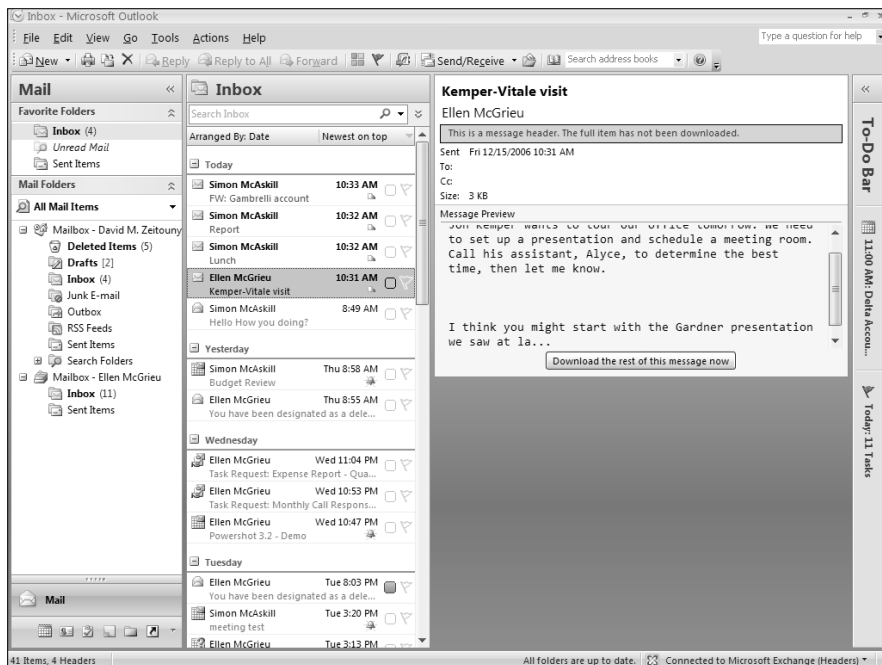 Inbox - Microsoft Outlook
File Edit View Go Tools Actions Help
Type a question for help
New Reply Reply to All Forward Send/Receive Search address books
Mail
Favorite Folders
Inbox (4)
Unread Mail
Sent Items
Mail Folders
All Mail Items
Mailbox - David M. Zeitouny
Deleted Items (5)
Drafts [2]
Inbox (4)
Junk E-mail
Outbox
RSS Feeds
Sent Items
Search Folders
Mailbox - Ellen McGrieu
Inbox (11)
Sent Items
Mail
Inbox
Search Inbox
Arranged By: Date Newest on top
Today
Simon McAskill 10:33 AM
FW: Gambrelli account
Simon McAskill 10:32 AM
Report
Simon McAskill 10:32 AM
Lunch
Ellen McGrieu 10:31 AM
Kemper-Vitale visit
Simon McAskill 8:49 AM
Hello How you doing?
Yesterday
Simon McAskill Thu 8:58 AM
Budget Review
Ellen McGrieu Thu 8:55 AM
You have been designated as a dele...
Wednesday
Ellen McGrieu Wed 11:04 PM
Task Request: Expense Report - Qua...
Ellen McGrieu Wed 10:53 PM
Task Request: Monthly Call Respons...
Ellen McGrieu Wed 10:47 PM
Powershot 3.2 - Demo
Tuesday
Ellen McGrieu Tue 8:03 PM
You have been designated as a dele...
Simon McAskill Tue 3:20 PM
meeting test
Ellen McGrieu Tue 3:13 PM
Kemper-Vitale visit
Ellen McGrieu
This is a message header. The full item has not been downloaded.
Sent Fri 12/15/2006 10:31 AM
To:
Cc:
Size: 3 KB
Message Preview
Jon Kemper wants to tour our office tomorrow. We need
to set up a presentation and schedule a meeting room.
Call his assistant, Alyce, to determine the best
time, then let me know.
I think you might start with the Gardner presentation
we saw at la...
Download the rest of this message now
To-Do Bar
11:00 AM: Delta Accou...
Today: 11 Tasks
41 Items, 4 Headers
All folders are up to date. Connected to Microsoft Exchange (Headers)